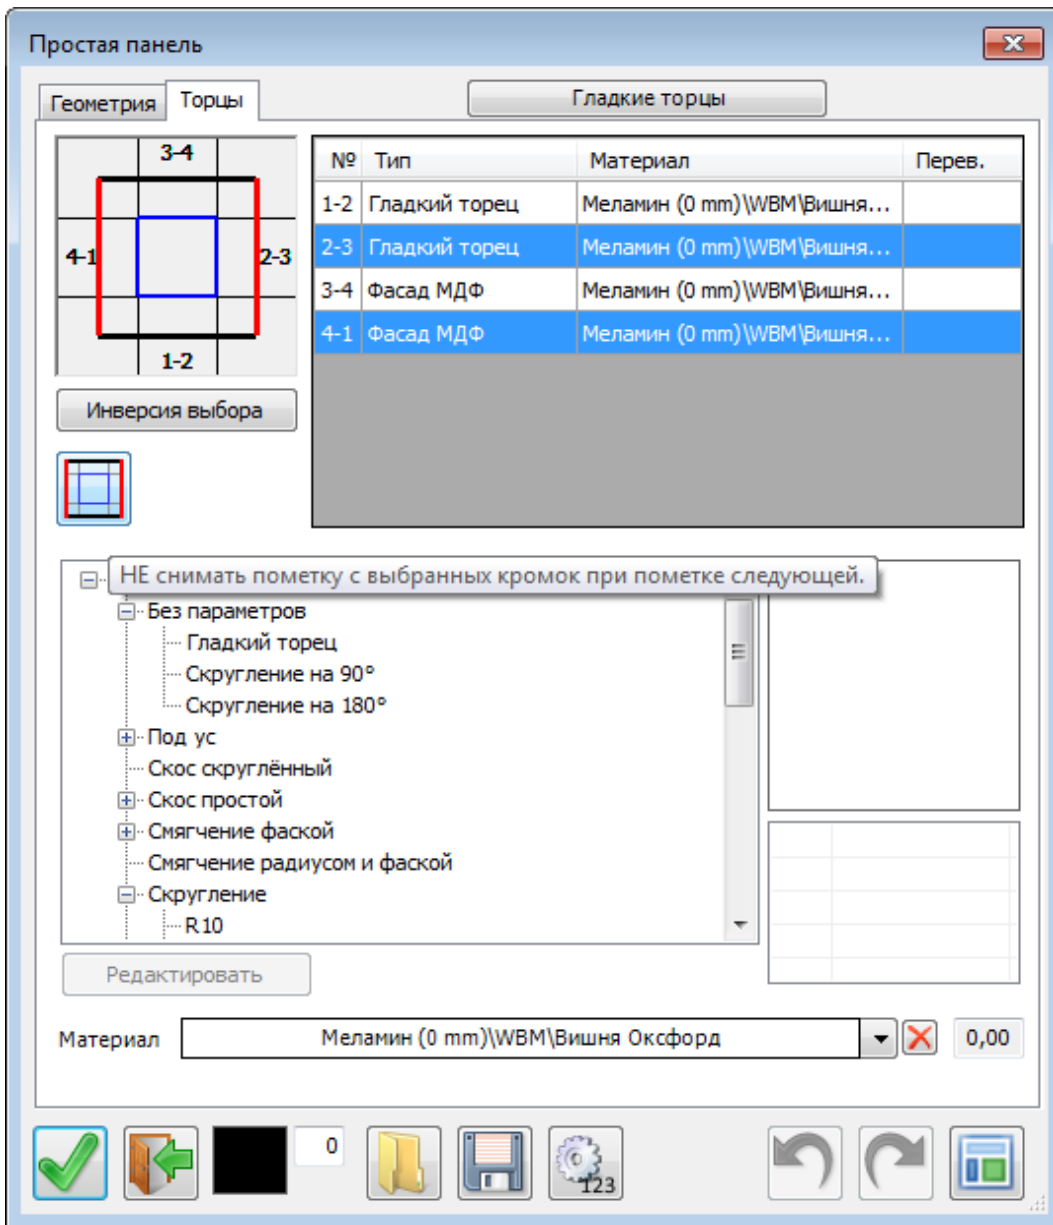 Простая панель
Геометрия
Торцы
Гладкие торцы
3-4
4-1
2-3
1-2
№ Тип Материал Перев.
1-2 Гладкий торец Меламин (0 mm)\WBM\Вишня...
2-3 Гладкий торец Меламин (0 mm)\WBM\Вишня...
3-4 Фасад МДФ Меламин (0 mm)\WBM\Вишня...
4-1 Фасад МДФ Меламин (0 mm)\WBM\Вишня...
Инверсия выбора
НЕ снимать пометку с выбранных кромок при пометке следующей.
Без параметров
Гладкий торец
Скругление на 90°
Скругление на 180°
Под ус
Скос скруглённый
Скос простой
Смягчение фаской
Смягчение радиусом и фаской
Скругление
R10
Редактировать
Материал Меламин (0 mm)\WBM\Вишня Оксфорд 0,00
0
123